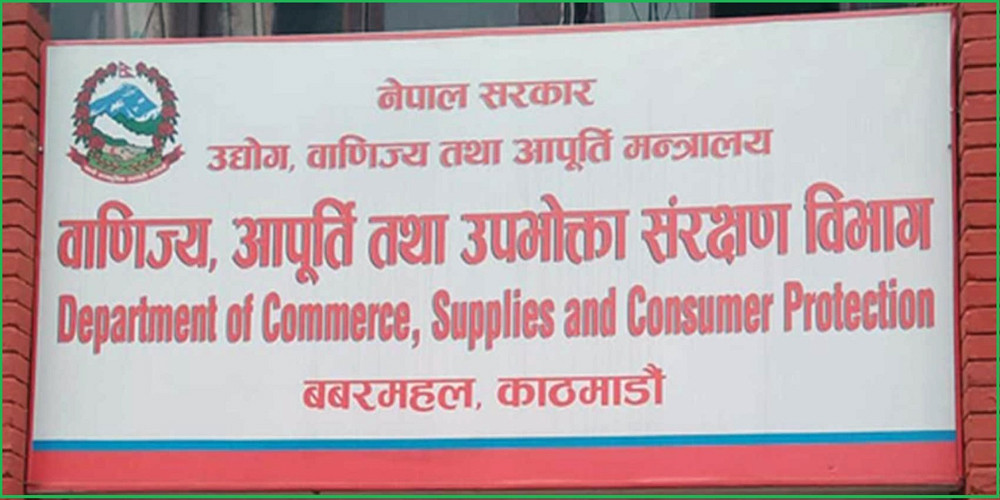 नेपाल सरकार
उद्योग, वाणिज्य तथा आपूर्ति मन्त्रालय
वाणिज्य, आपूर्ति तथा उपभोक्ता संरक्षण विभाग
Department of Commerce, Supplies and Consumer Protection
बबरमहल, काठमाडौं